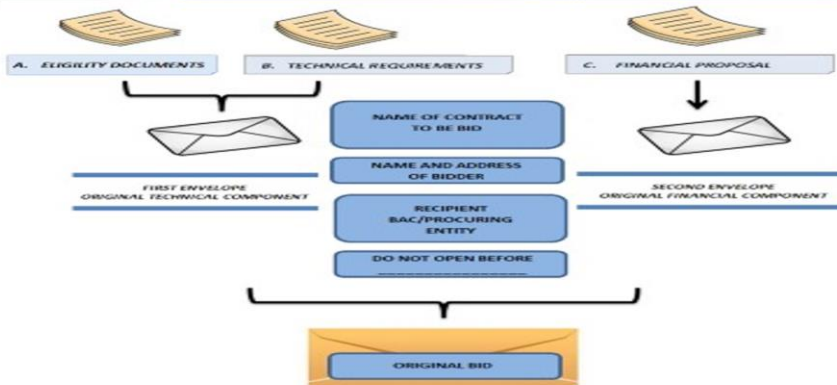 A. ELIGILITY DOCUMENTS
B. TECHNICAL REQUIREMENTS
C. FINANCIAL PROPOSAL
NAME OF CONTRACT
TO BE BID
NAME AND ADDRESS
OF BIDDER
FIRST ENVELOPE
ORIGINAL TECHNICAL COMPONENT
SECOND ENVELOPE
ORIGINAL FINANCIAL COMPONENT
RECIPIENT
BAC/PROCURING
ENTITY
DO NOT OPEN BEFORE
________________
ORIGINAL BID